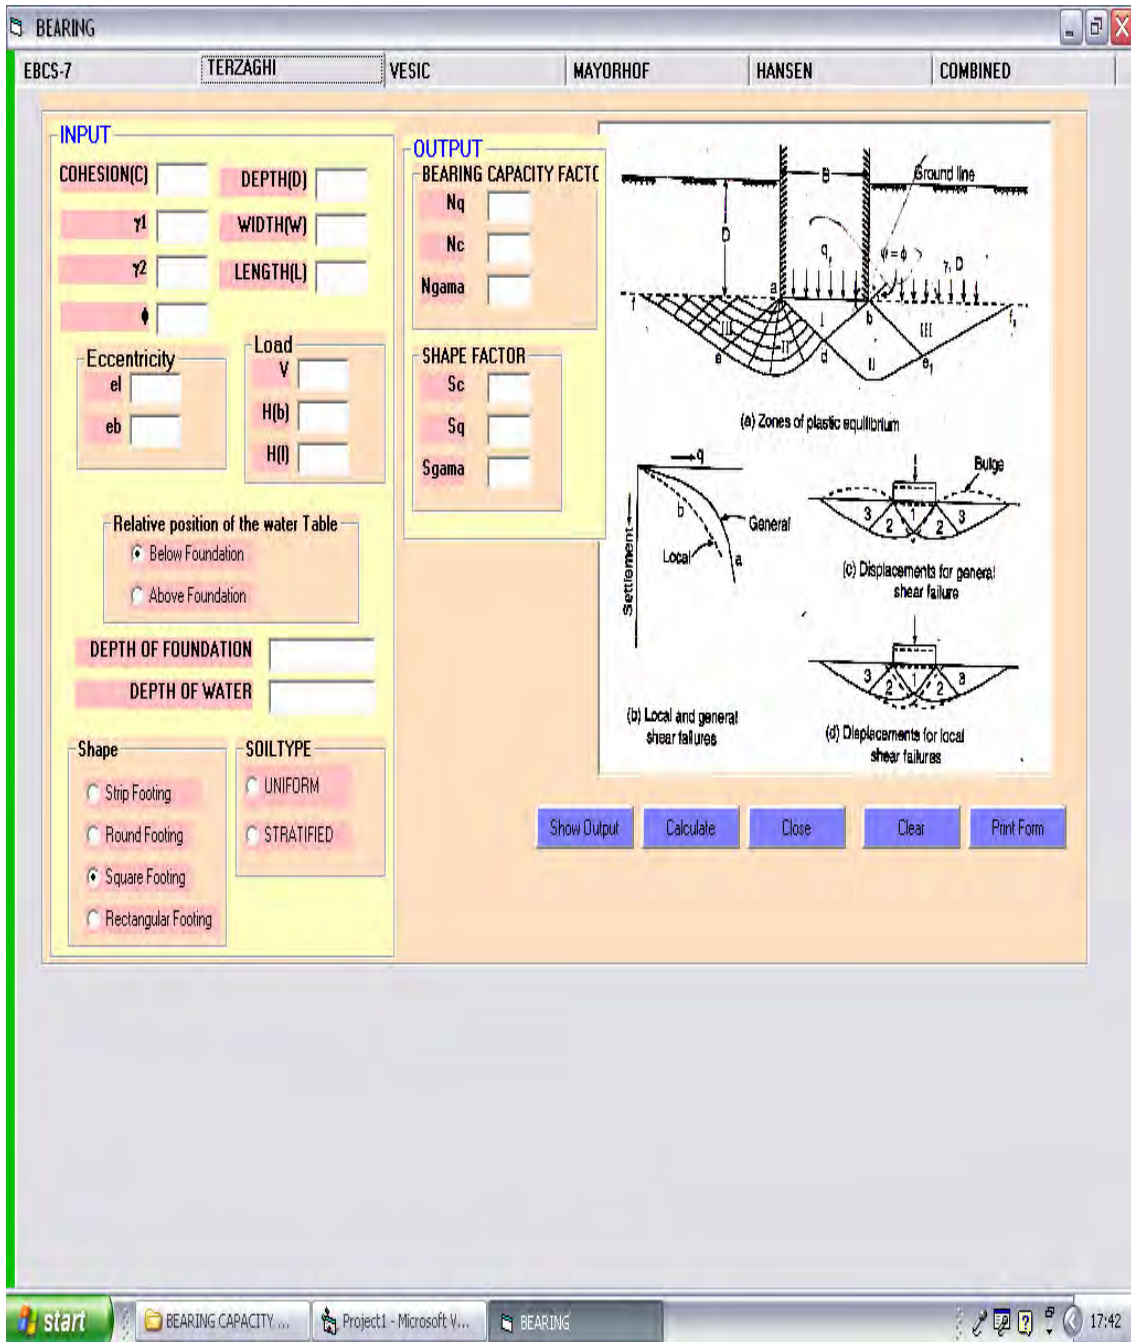 BEARING
EBCS-7 TERZAGHI VESIC MAYORHOF HANSEN COMBINED
INPUT
COHESION(C)
DEPTH(D)
γ1
WIDTH(W)
γ2
LENGTH(L)
ϕ
Eccentricity
el
eb
Load
V
H(b)
H(l)
Relative position of the water Table
Below Foundation
Above Foundation
DEPTH OF FOUNDATION
DEPTH OF WATER
Shape
Strip Footing
Round Footing
Square Footing
Rectangular Footing
SOILTYPE
UNIFORM
STRATIFIED
OUTPUT
BEARING CAPACITY FACTC
Nq
Nc
Ngama
SHAPE FACTOR
Sc
Sq
Sgama
B
Ground line
D
q f
ψ = ϕ
γ, D
a
b
f
f1
III
II
I
d
e
II
III
e1
(a) Zones of plastic equilibrium
q
Settlement
b
General
Local
a
(b) Local and general
shear failures
Bulge
3 2 1 2 3
(c) Displacements for general
shear failure
3 2 1 2 3
(d) Displacements for local
shear failures
Show Output Calculate Close Clear Print Form
start
BEARING CAPACITY ...
Project1 - Microsoft V...
BEARING
17:42